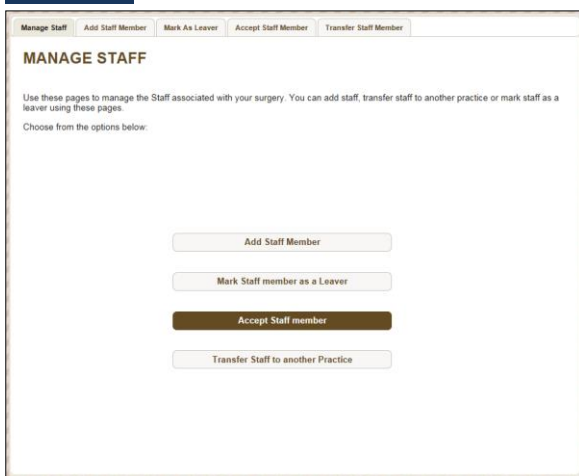 Manage Staff Add Staff Member Mark As Leaver Accept Staff Member Transfer Staff Member
MANAGE STAFF
Use these pages to manage the Staff associated with your surgery. You can add staff, transfer staff to another practice or mark staff as a
leaver using these pages.
Choose from the options below:
Add Staff Member
Mark Staff member as a Leaver
Accept Staff member
Transfer Staff to another Practice